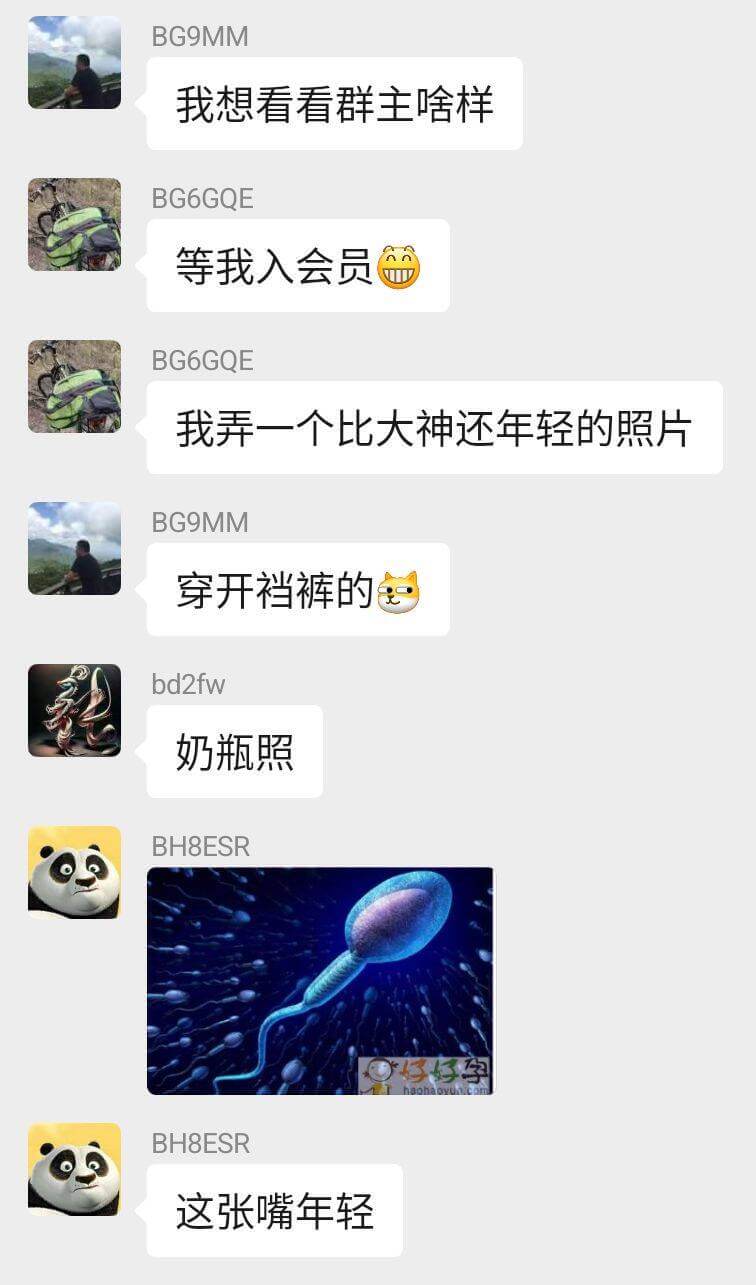 BG9MM
我想看看群主啥样
BG6GQE
等我入会员
BG6GQE
我弄一个比大神还年轻的照片
BG9MM
穿开裆裤的
bd2fw
奶瓶照
BH8ESR
好好孕
haohaoyun.com
BH8ESR
这张嘴年轻